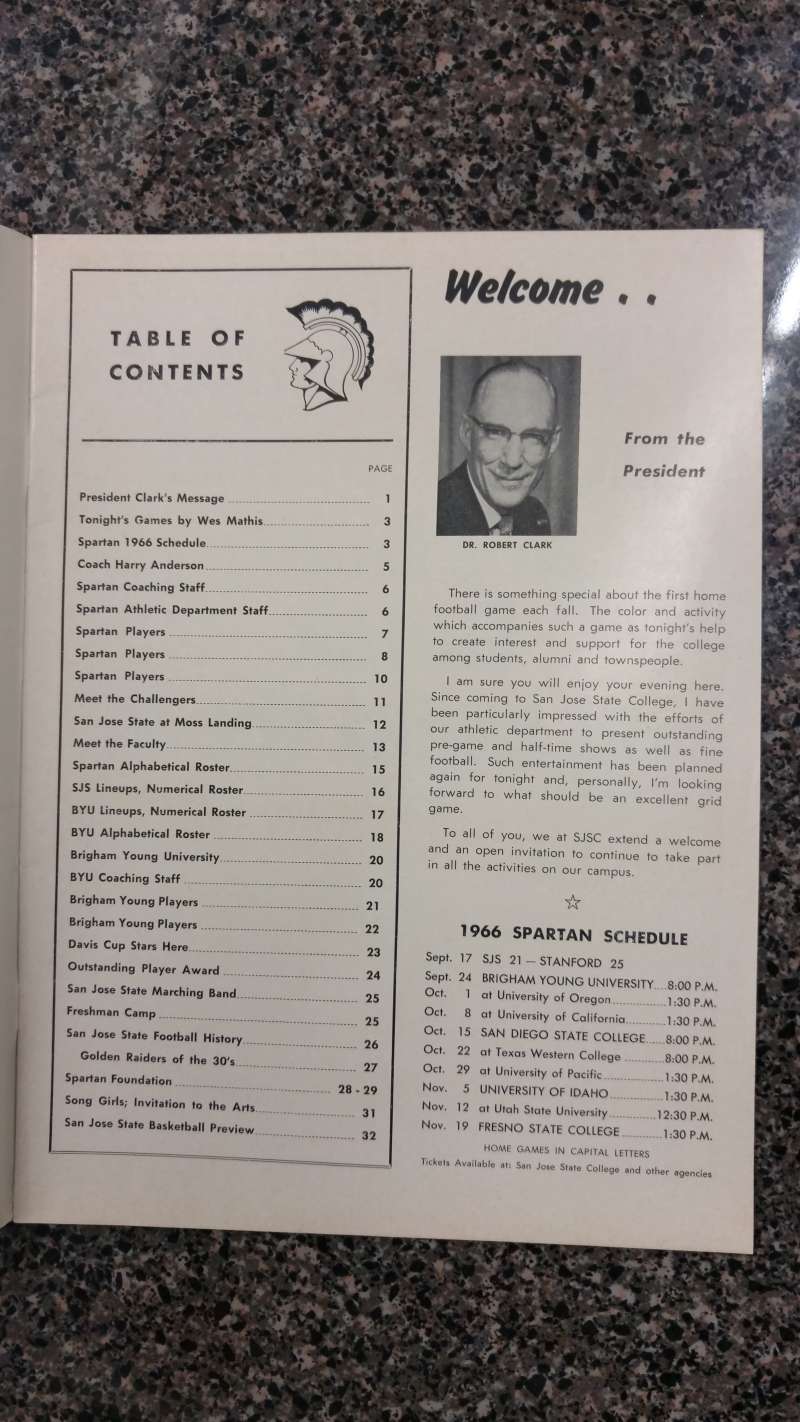 TABLE OF
CONTENTS
PAGE
President Clark's Message 1
Tonight's Games by Wes Mathis 3
Spartan 1966 Schedule 3
Coach Harry Anderson 5
Spartan Coaching Staff 6
Spartan Athletic Department Staff 6
Spartan Players 7
Spartan Players 8
Spartan Players 10
Meet the Challengers 11
San Jose State at Moss Landing 12
Meet the Faculty 13
Spartan Alphabetical Roster 15
SJS Lineups, Numerical Roster 16
BYU Lineups, Numerical Roster 17
BYU Alphabetical Roster 18
Brigham Young University 20
BYU Coaching Staff 20
Brigham Young Players 21
Brigham Young Players 22
Davis Cup Stars Here 23
Outstanding Player Award 24
San Jose State Marching Band 25
Freshman Camp 25
San Jose State Football History 26
Golden Raiders of the 30's 27
Spartan Foundation 28 - 29
Song Girls; Invitation to the Arts 31
San Jose State Basketball Preview 32
Welcome . .
From the
President
DR. ROBERT CLARK
There is something special about the first home
football game each fall. The color and activity
which accompanies such a game as tonight's help
to create interest and support for the college
among students, alumni and townspeople.
I am sure you will enjoy your evening here.
Since coming to San Jose State College, I have
been particularly impressed with the efforts of
our athletic department to present outstanding
pre-game and half-time shows as well as fine
football. Such entertainment has been planned
again for tonight and, personally, I'm looking
forward to what should be an excellent grid
game.
To all of you, we at SJSC extend a welcome
and an open invitation to continue to take part
in all the activities on our campus.
1966 SPARTAN SCHEDULE
Sept. 17 SJS 21 — STANFORD 25
Sept. 24 BRIGHAM YOUNG UNIVERSITY 8:00 P.M.
Oct. 1 at University of Oregon 1:30 P.M.
Oct. 8 at University of California 1:30 P.M.
Oct. 15 SAN DIEGO STATE COLLEGE 8:00 P.M.
Oct. 22 at Texas Western College 8:00 P.M.
Oct. 29 at University of Pacific 1:30 P.M.
Nov. 5 UNIVERSITY OF IDAHO 1:30 P.M.
Nov. 12 at Utah State University 12:30 P.M.
Nov. 19 FRESNO STATE COLLEGE 1:30 P.M.
HOME GAMES IN CAPITAL LETTERS
Tickets Available at: San Jose State College and other agencies